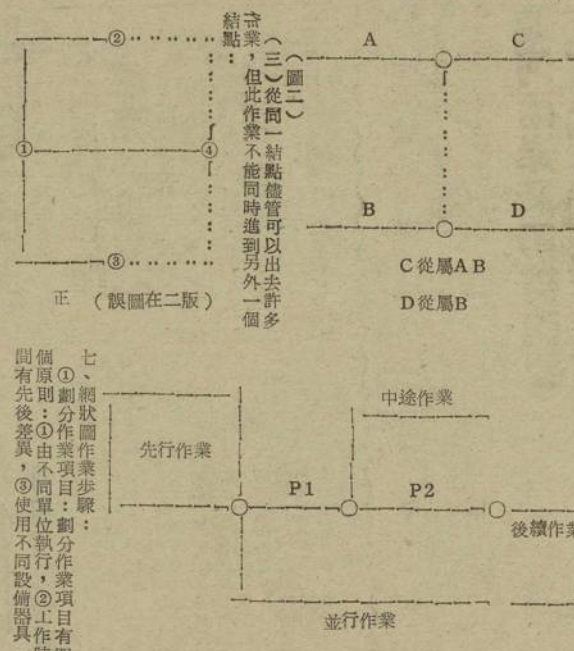 A
C
B
D
C從屬A B
D從屬B
（圖二）
（三）從同一結點儘管可以出去許多
作業，但此作業不能同時進到另外一個
結點：
②
①
④
③
正 （誤圖在二版）
中途作業
先行作業
P1
P2
後續作業
並行作業
七、網狀圖作業步驟：
①劃分作業項目：劃分作業項目有
個原則：①由不同單位執行，②工作時
間有先後差異，③使用不同設備器具